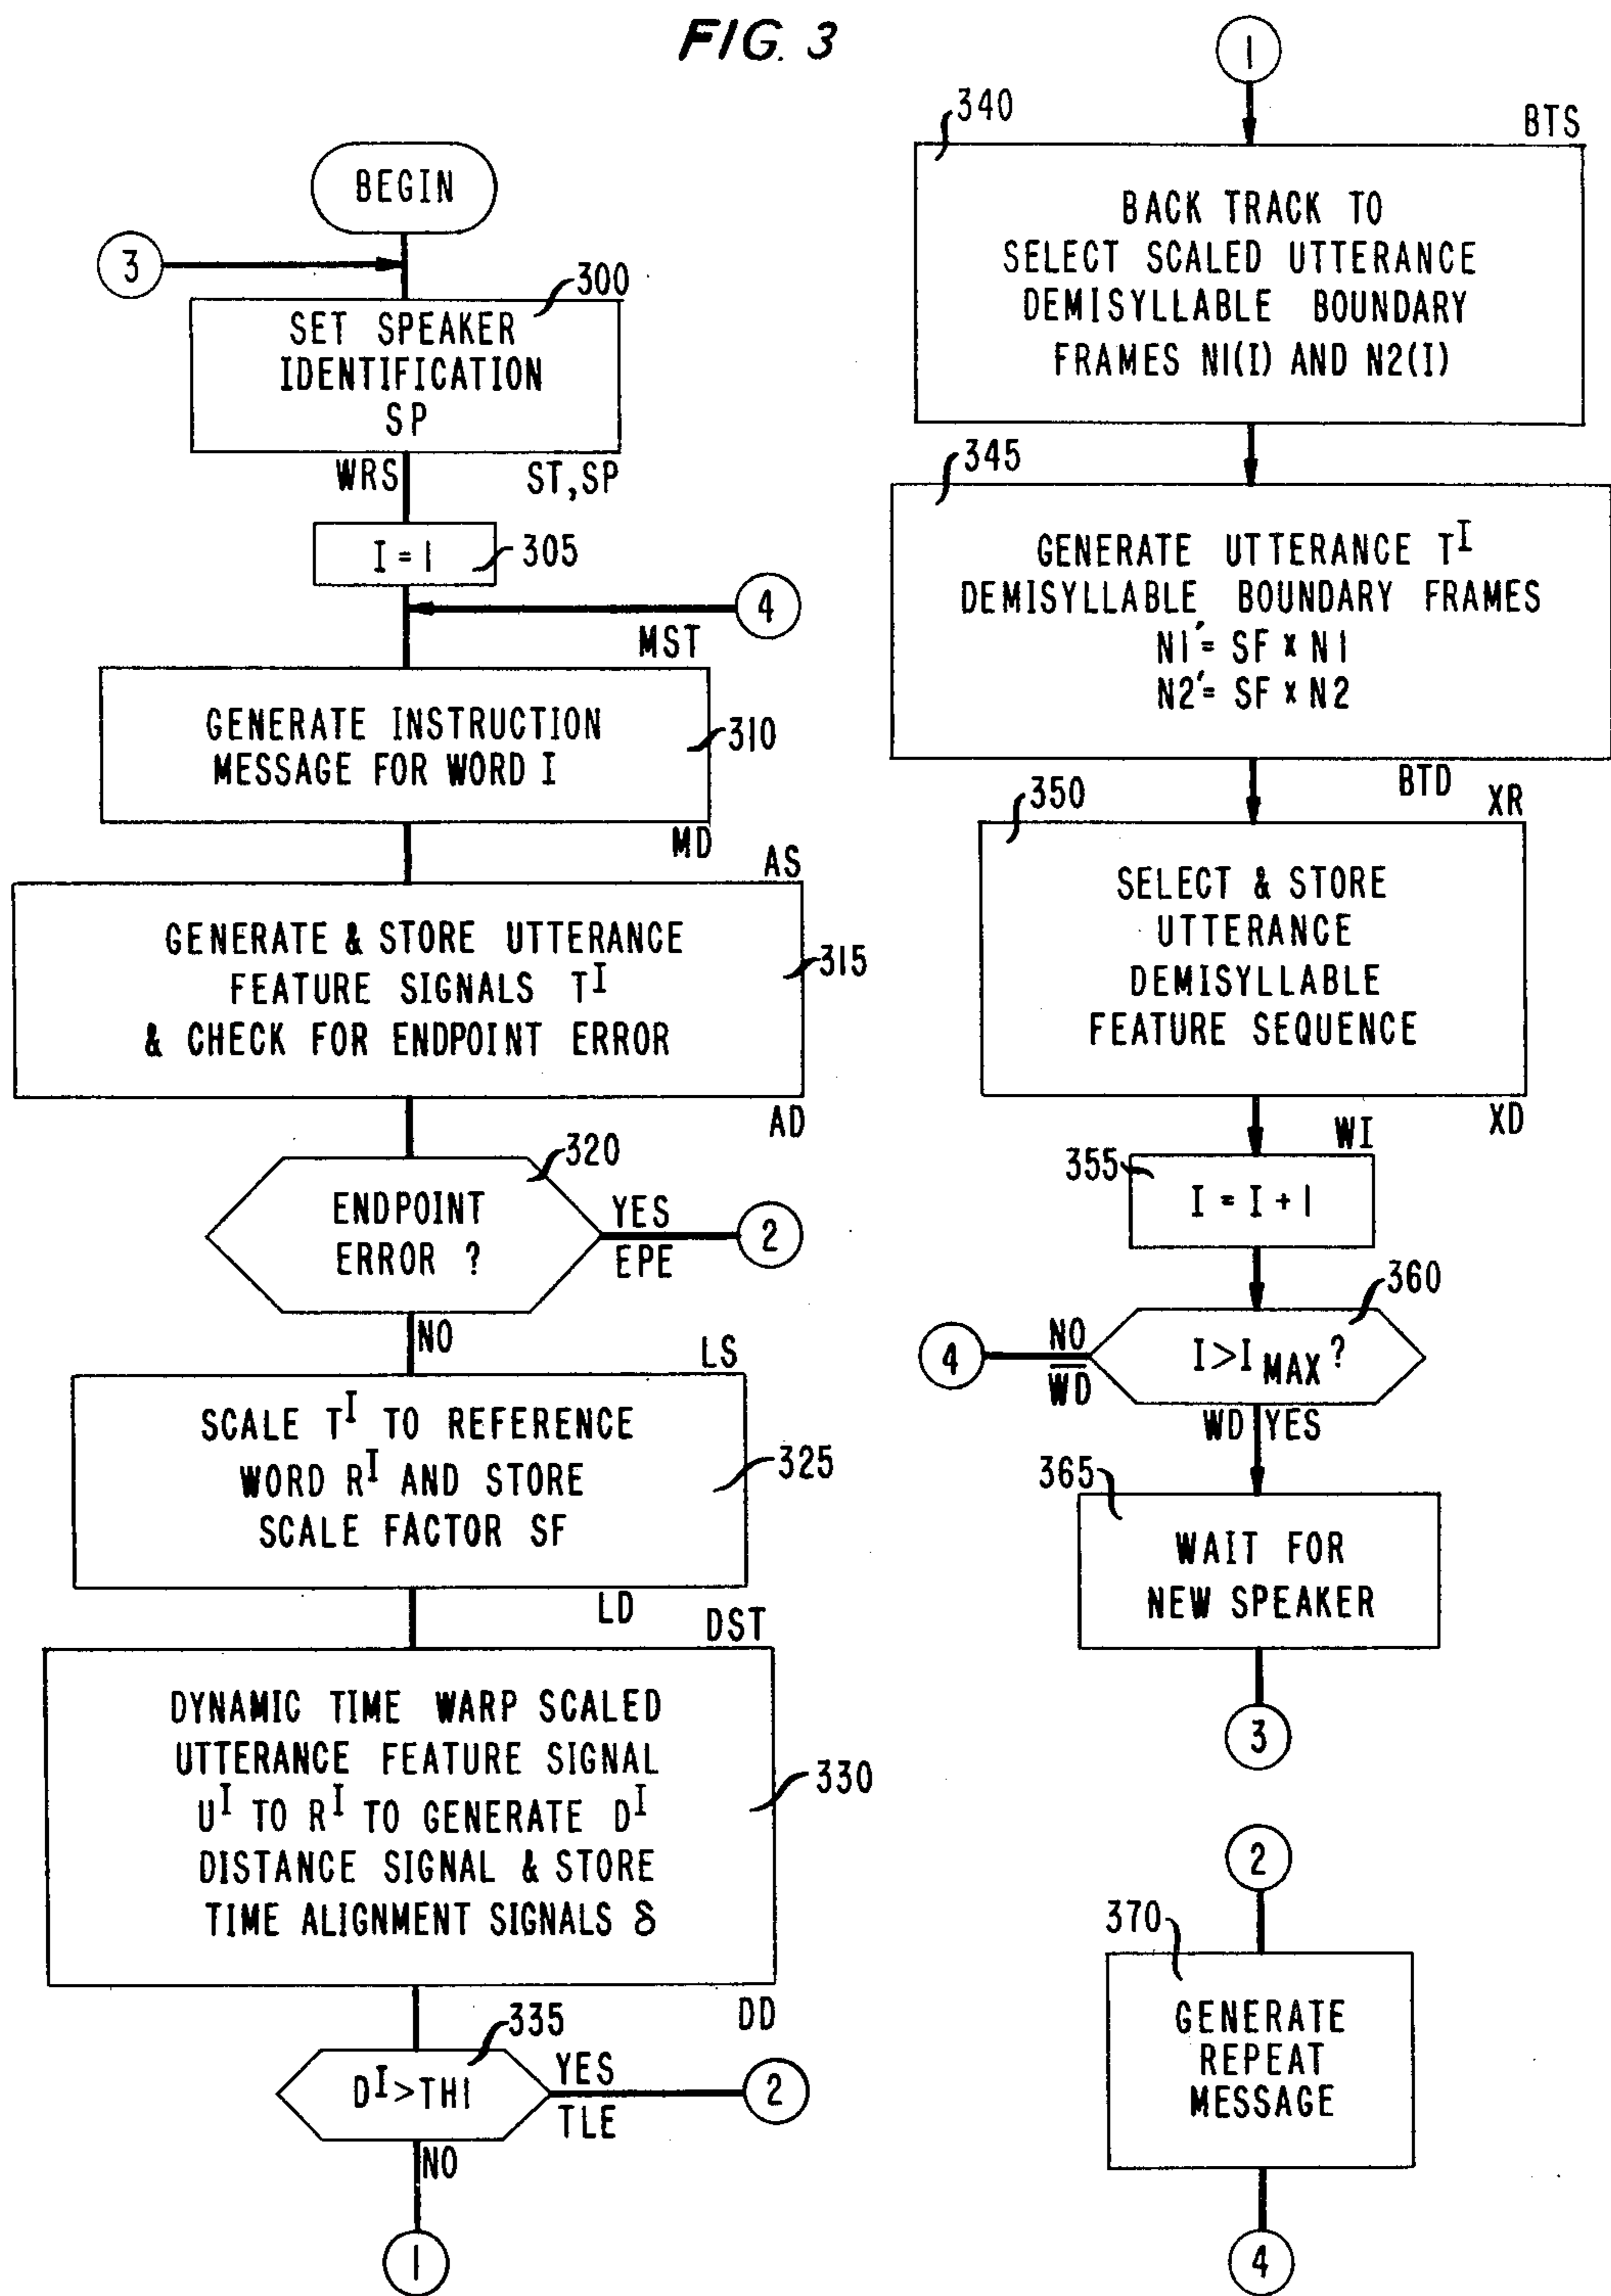 FIG. 3
BEGIN
3
300
SET SPEAKER
IDENTIFICATION
SP
WRS
ST,SP
I = 1
305
4
MST
GENERATE INSTRUCTION
MESSAGE FOR WORD I
310
MD
AS
GENERATE & STORE UTTERANCE
FEATURE SIGNALS T^I
& CHECK FOR ENDPOINT ERROR
315
AD
320
ENDPOINT
ERROR ?
YES
EPE
2
NO
LS
SCALE T^I TO REFERENCE
WORD R^I AND STORE
SCALE FACTOR SF
325
LD
DST
DYNAMIC TIME WARP SCALED
UTTERANCE FEATURE SIGNAL
U^I TO R^I TO GENERATE D^I
DISTANCE SIGNAL & STORE
TIME ALIGNMENT SIGNALS δ
330
DD
335
D^I>TH1
YES
TLE
2
NO
1
1
340
BTS
BACK TRACK TO
SELECT SCALED UTTERANCE
DEMISYLLABLE BOUNDARY
FRAMES N1(I) AND N2(I)
345
GENERATE UTTERANCE T^I
DEMISYLLABLE BOUNDARY FRAMES
N1'= SF x N1
N2'= SF x N2
BTD
350
XR
SELECT & STORE
UTTERANCE
DEMISYLLABLE
FEATURE SEQUENCE
XD
WI
355
I = I + 1
360
I>I MAX ?
4
NO
W̅D̅
WD YES
365
WAIT FOR
NEW SPEAKER
3
2
370
GENERATE
REPEAT
MESSAGE
4